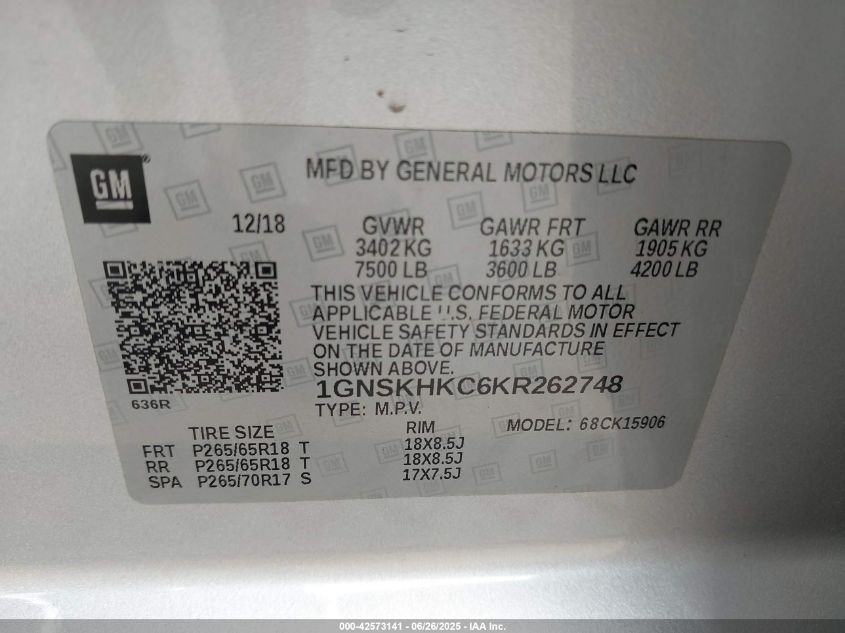 GM
MFD BY GENERAL MOTORS LLC
12/18 GVWR GAWR FRT GAWR RR
3402 KG 1633 KG 1905 KG
7500 LB 3600 LB 4200 LB
THIS VEHICLE CONFORMS TO ALL
APPLICABLE U.S. FEDERAL MOTOR
VEHICLE SAFETY STANDARDS IN EFFECT
ON THE DATE OF MANUFACTURE
SHOWN ABOVE.
636R
1GNSKHKC6KR262748
TYPE: M.P.V.
MODEL: 68CK15906
TIRE SIZE RIM
FRT P265/65R18 T 18X8.5J
RR P265/65R18 T 18X8.5J
SPA P265/70R17 S 17X7.5J
000-42573141 - 06/26/2025 - IAA Inc.